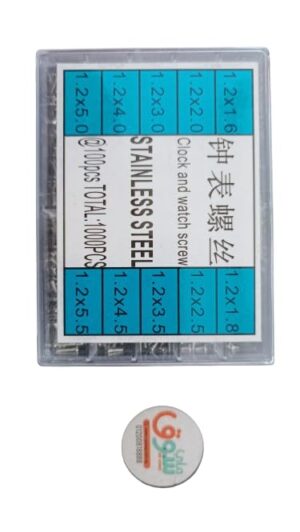 1.2x1.6 钟表螺丝 1.2x1.8
1.2x2.0 Clock and watch screw 1.2x2.5
1.2x3.0 STAINLESS STEEL 1.2x3.5
1.2x4.0 1.2x4.5
1.2x5.0 @100pcs TOTAL:1000PCS 1.2x5.5
سوق